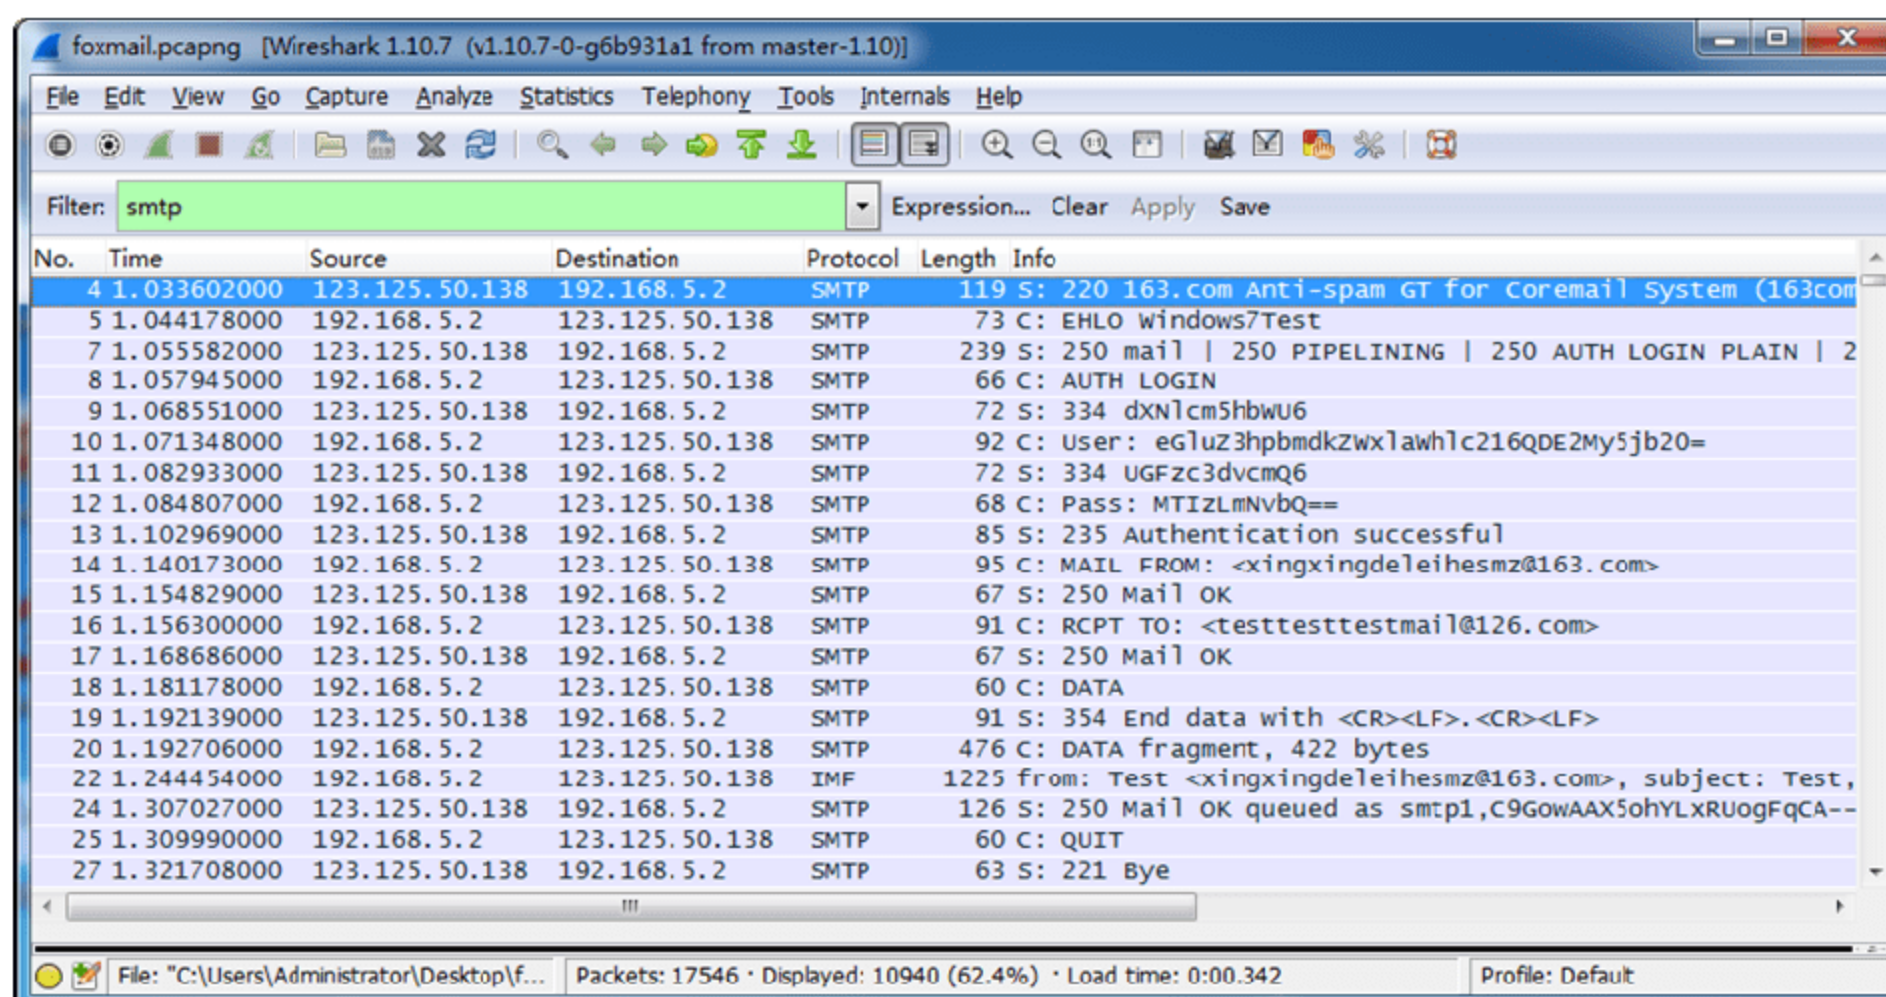 foxmail.pcapng [Wireshark 1.10.7 (v1.10.7-0-g6b931a1 from master-1.10)]
File Edit View Go Capture Analyze Statistics Telephony Tools Internals Help
Filter: smtp Expression... Clear Apply Save
No. Time Source Destination Protocol Length Info
4 1.033602000 123.125.50.138 192.168.5.2 SMTP 119 S: 220 163.com Anti-spam GT for Coremail System (163com
5 1.044178000 192.168.5.2 123.125.50.138 SMTP 73 C: EHLO Windows7Test
7 1.055582000 123.125.50.138 192.168.5.2 SMTP 239 S: 250 mail | 250 PIPELINING | 250 AUTH LOGIN PLAIN | 2
8 1.057945000 192.168.5.2 123.125.50.138 SMTP 66 C: AUTH LOGIN
9 1.068551000 123.125.50.138 192.168.5.2 SMTP 72 S: 334 dXNlcm5hbWU6
10 1.071348000 192.168.5.2 123.125.50.138 SMTP 92 C: User: eGluZ3hpbmdkZWxlaWhlc216QDE2My5jb20=
11 1.082933000 123.125.50.138 192.168.5.2 SMTP 72 S: 334 UGFzc3dvcmQ6
12 1.084807000 192.168.5.2 123.125.50.138 SMTP 68 C: Pass: MTIzLmNvbQ==
13 1.102969000 123.125.50.138 192.168.5.2 SMTP 85 S: 235 Authentication successful
14 1.140173000 192.168.5.2 123.125.50.138 SMTP 95 C: MAIL FROM: <xingxingdeleihesmz@163.com>
15 1.154829000 123.125.50.138 192.168.5.2 SMTP 67 S: 250 Mail OK
16 1.156300000 192.168.5.2 123.125.50.138 SMTP 91 C: RCPT TO: <testtesttestmail@126.com>
17 1.168686000 123.125.50.138 192.168.5.2 SMTP 67 S: 250 Mail OK
18 1.181178000 192.168.5.2 123.125.50.138 SMTP 60 C: DATA
19 1.192139000 123.125.50.138 192.168.5.2 SMTP 91 S: 354 End data with <CR><LF>.<CR><LF>
20 1.192706000 192.168.5.2 123.125.50.138 SMTP 476 C: DATA fragment, 422 bytes
22 1.244454000 192.168.5.2 123.125.50.138 IMF 1225 from: Test <xingxingdeleihesmz@163.com>, subject: Test,
24 1.307027000 123.125.50.138 192.168.5.2 SMTP 126 S: 250 Mail OK queued as smtp1,C9GowAAX5ohYLxRUogFqCA--
25 1.309990000 192.168.5.2 123.125.50.138 SMTP 60 C: QUIT
27 1.321708000 123.125.50.138 192.168.5.2 SMTP 63 S: 221 Bye
File: "C:\Users\Administrator\Desktop\f... Packets: 17546 · Displayed: 10940 (62.4%) · Load time: 0:00.342 Profile: Default